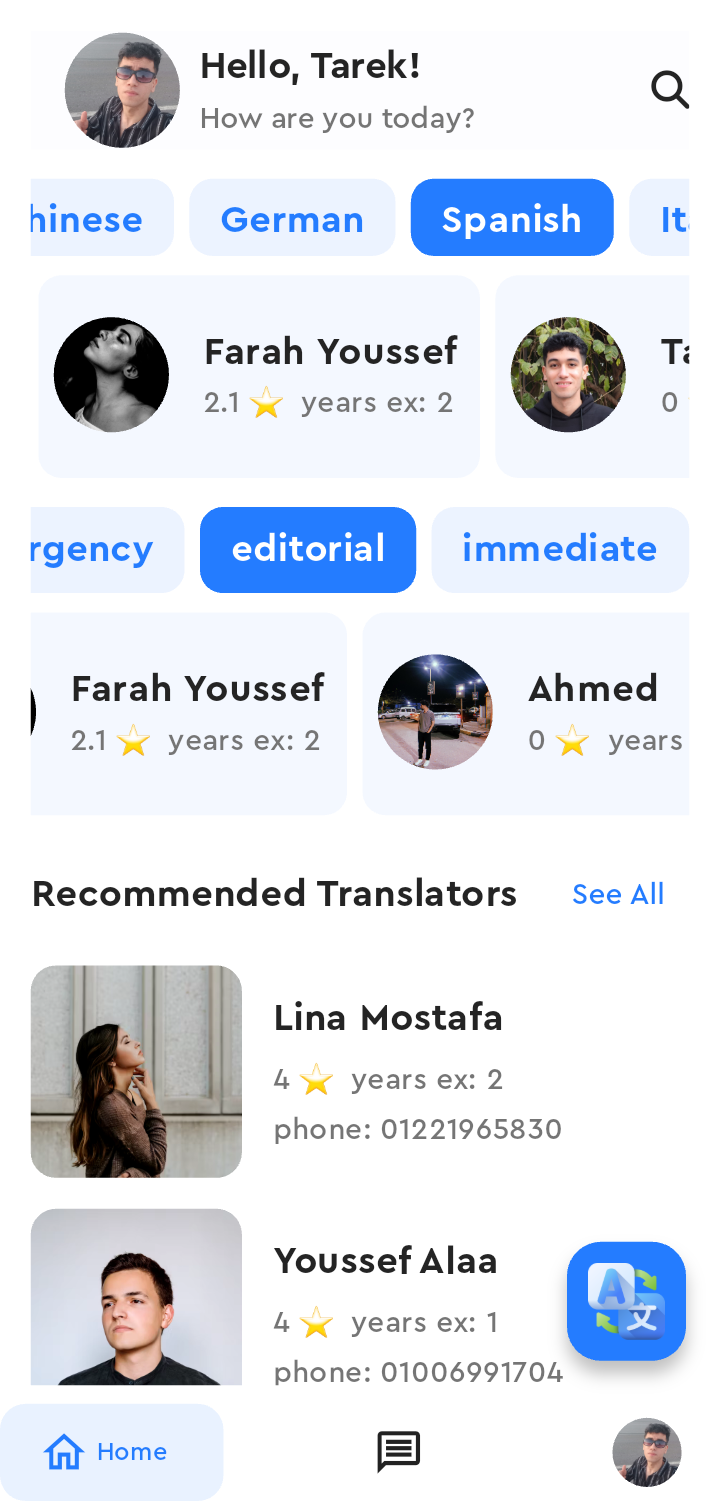 Hello, Tarek!
How are you today?
hinese
German
Spanish
Ita
Farah Youssef
2.1 ⭐ years ex: 2
Ta
0
rgency
editorial
immediate
Farah Youssef
2.1 ⭐ years ex: 2
Ahmed
0 ⭐ years
Recommended Translators
See All
Lina Mostafa
4 ⭐ years ex: 2
phone: 01221965830
Youssef Alaa
4 ⭐ years ex: 1
phone: 01006991704
A
文
Home